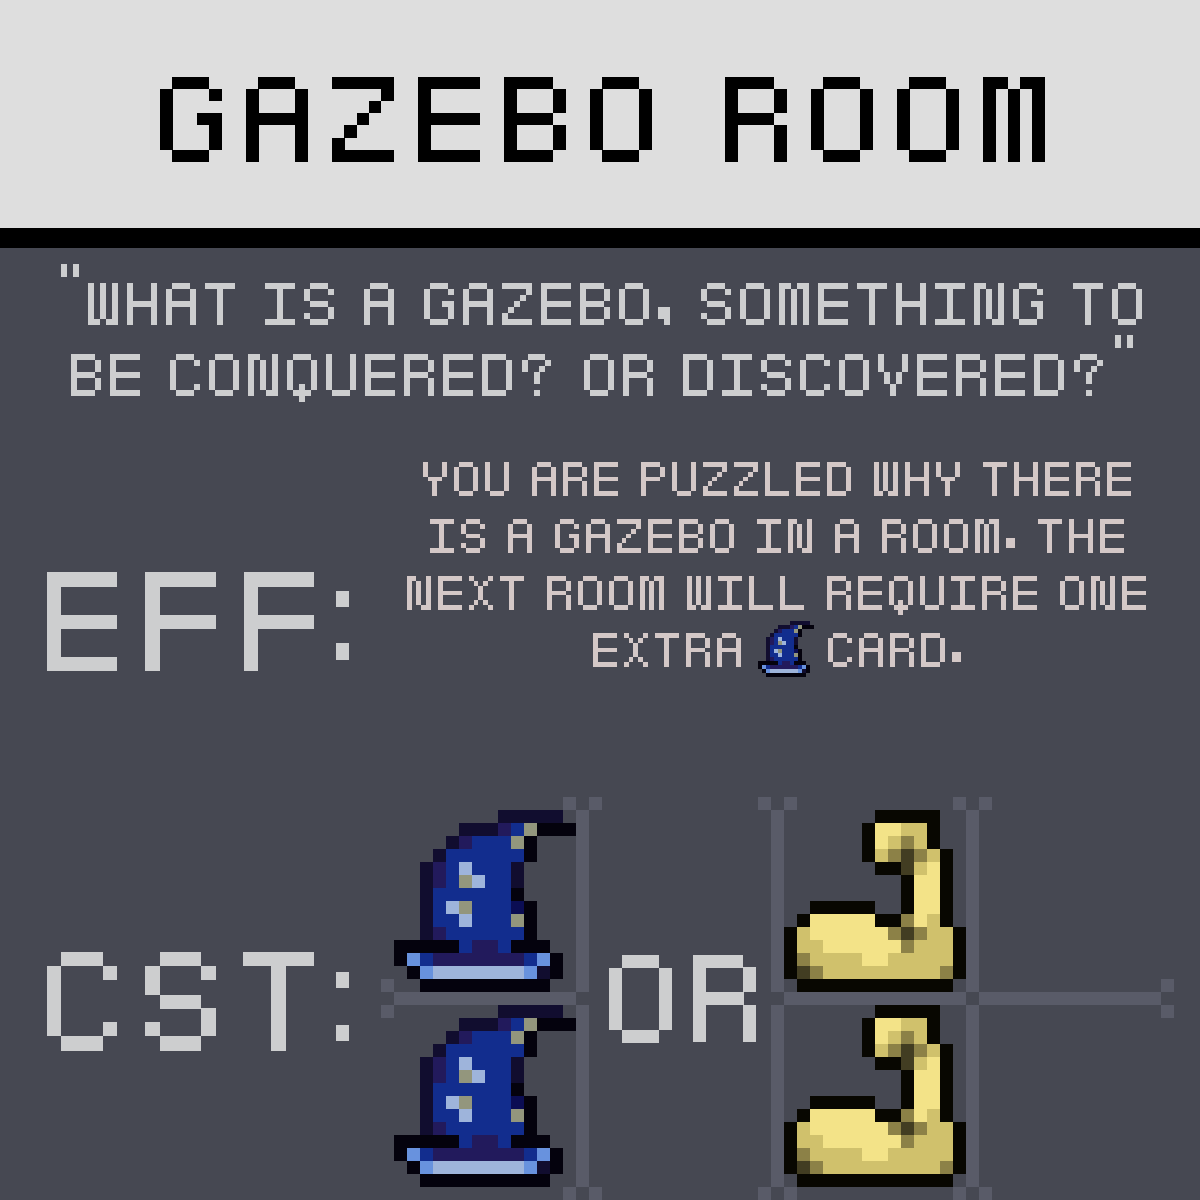 GAZEBO ROOM
"WHAT IS A GAZEBO, SOMETHING TO
BE CONQUERED? OR DISCOVERED?"
YOU ARE PUZZLED WHY THERE
IS A GAZEBO IN A ROOM. THE
NEXT ROOM WILL REQUIRE ONE
EXTRA CARD.
EFF:
CST:
OR